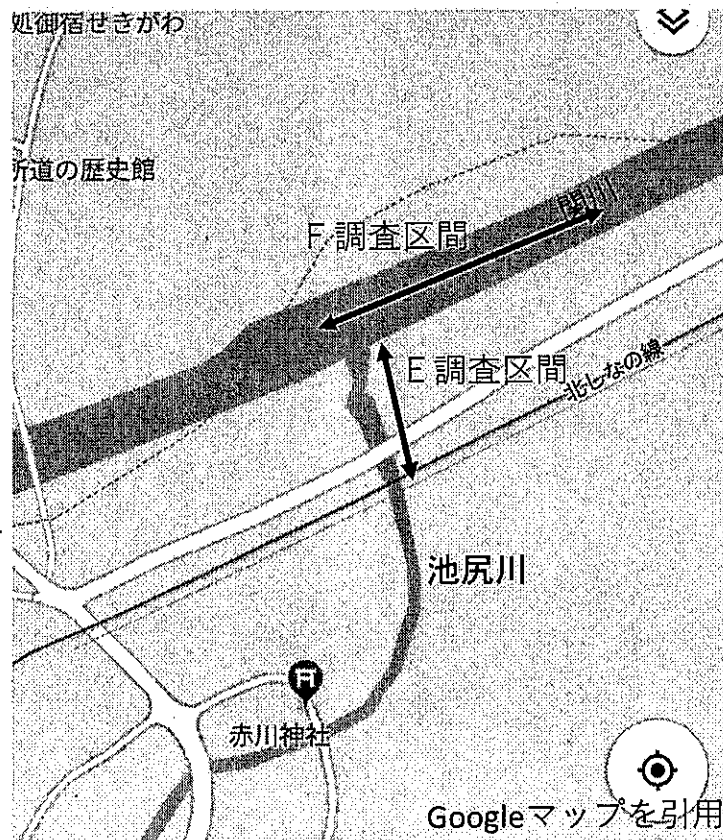 処御宿せきがわ
所道の歴史館
関川
F 調査区間
E 調査区間
北しなの線
池尻川
赤川神社
Googleマップを引用